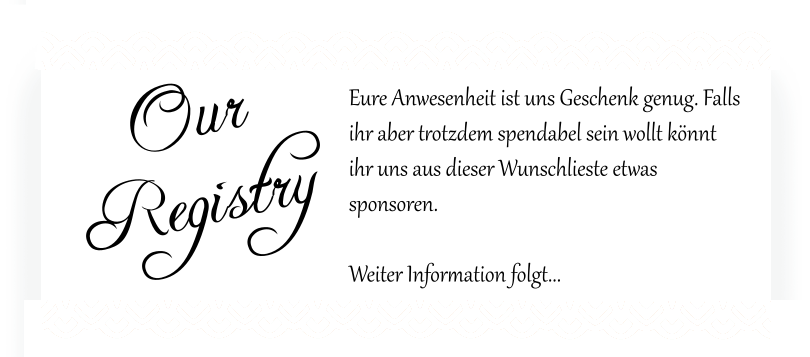 Our
Registry
Eure Anwesenheit ist uns Geschenk genug. Falls
ihr aber trotzdem spendabel sein wollt könnt
ihr uns aus dieser Wunschlieste etwas
sponsoren.
Weiter Information folgt...